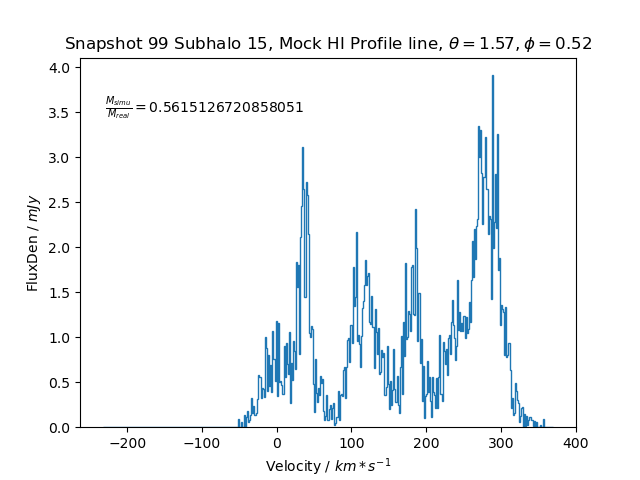 Snapshot 99 Subhalo 15, Mock HI Profile line, θ = 1.57, ϕ = 0.52
M_simu/M_real = 0.5615126720858051
FluxDen / mJy
4.0
3.5
3.0
2.5
2.0
1.5
1.0
0.5
0.0
−200 −100 0 100 200 300 400
Velocity / km * s⁻¹